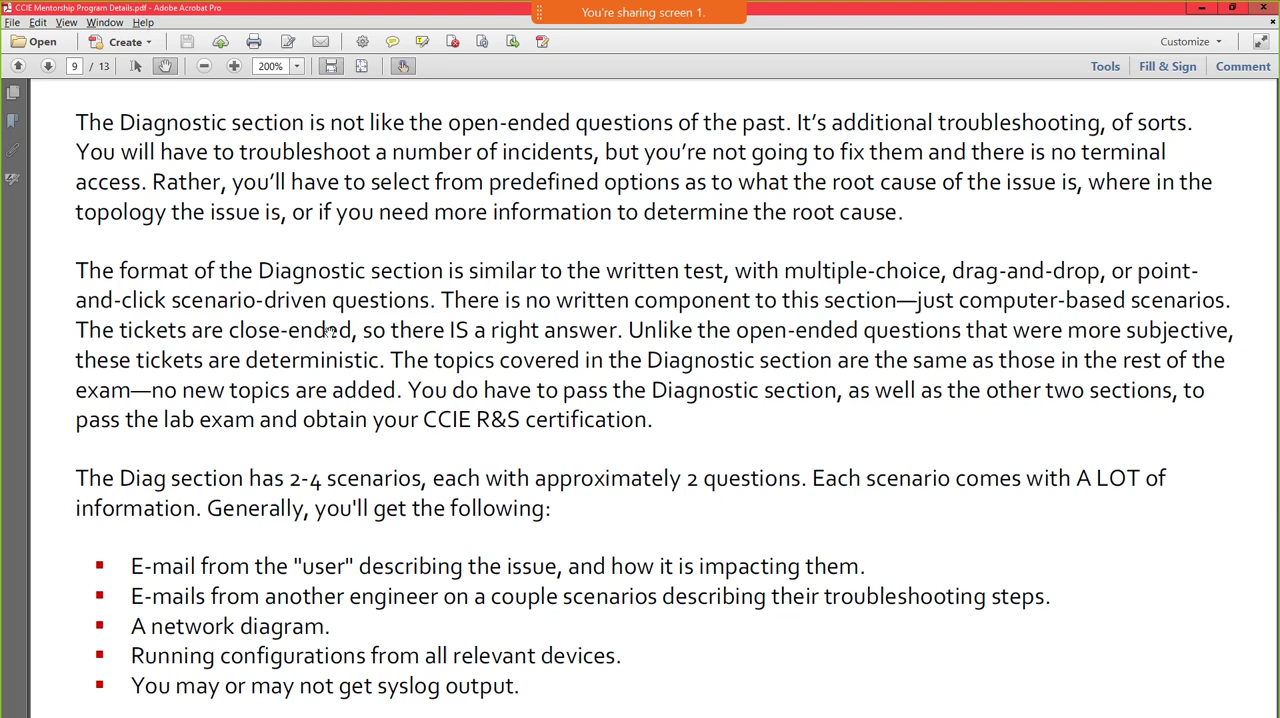 CCIE Mentorship Program Details.pdf - Adobe Acrobat Pro
You're sharing screen 1.
File Edit View Window Help
Open Create Customize
9 / 13 200% Tools Fill & Sign Comment
The Diagnostic section is not like the open-ended questions of the past. It’s additional troubleshooting, of sorts.
You will have to troubleshoot a number of incidents, but you’re not going to fix them and there is no terminal
access. Rather, you’ll have to select from predefined options as to what the root cause of the issue is, where in the
topology the issue is, or if you need more information to determine the root cause.
The format of the Diagnostic section is similar to the written test, with multiple-choice, drag-and-drop, or point-
and-click scenario-driven questions. There is no written component to this section—just computer-based scenarios.
The tickets are close-ended, so there IS a right answer. Unlike the open-ended questions that were more subjective,
these tickets are deterministic. The topics covered in the Diagnostic section are the same as those in the rest of the
exam—no new topics are added. You do have to pass the Diagnostic section, as well as the other two sections, to
pass the lab exam and obtain your CCIE R&S certification.
The Diag section has 2-4 scenarios, each with approximately 2 questions. Each scenario comes with A LOT of
information. Generally, you'll get the following:
E-mail from the "user" describing the issue, and how it is impacting them.
E-mails from another engineer on a couple scenarios describing their troubleshooting steps.
A network diagram.
Running configurations from all relevant devices.
You may or may not get syslog output.